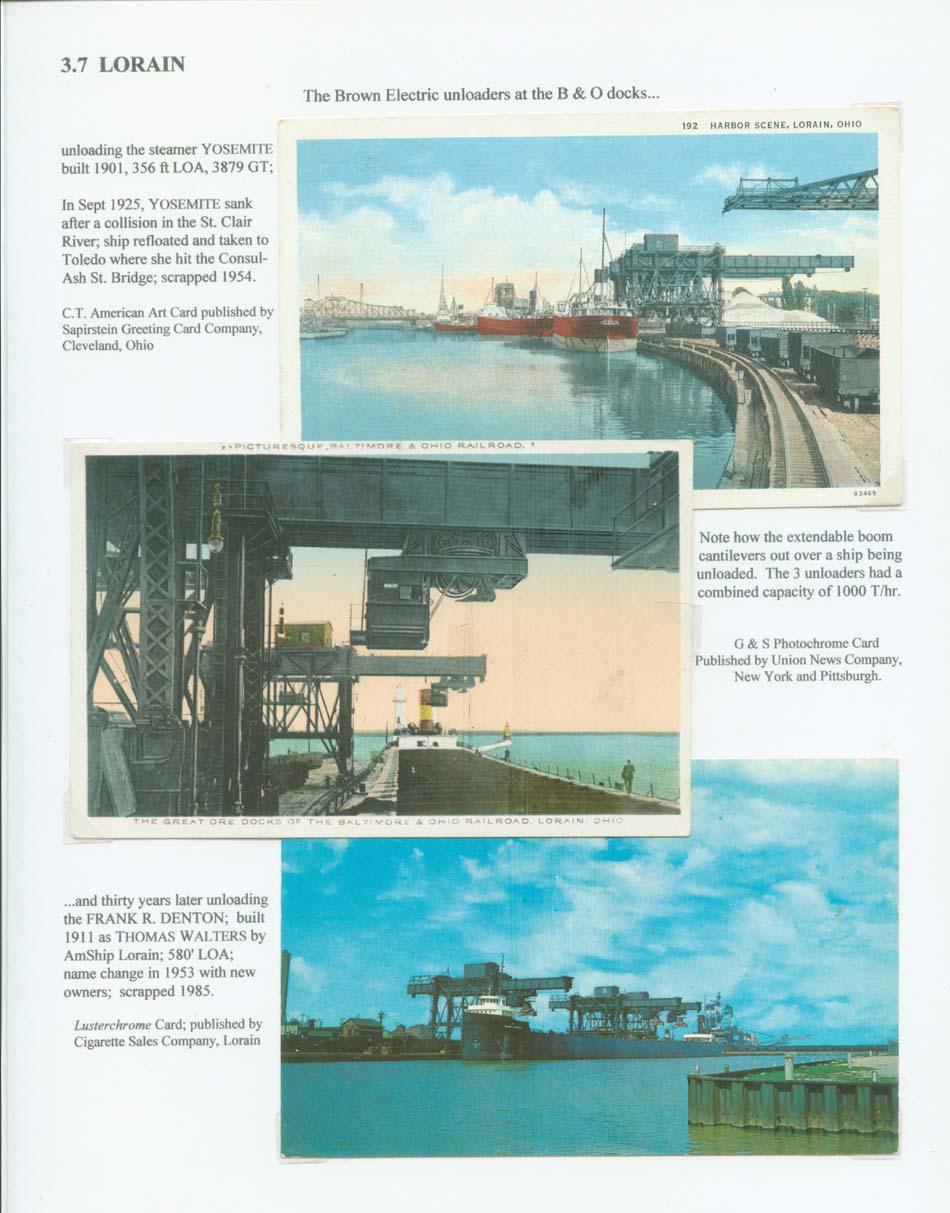 3.7 LORAIN
The Brown Electric unloaders at the B & O docks...
192 HARBOR SCENE, LORAIN, OHIO
unloading the steamer YOSEMITE
built 1901, 356 ft LOA, 3879 GT;
In Sept 1925, YOSEMITE sank
after a collision in the St. Clair
River; ship refloated and taken to
Toledo where she hit the Consul-
Ash St. Bridge; scrapped 1954.
C.T. American Art Card published by
Sapirstein Greeting Card Company,
Cleveland, Ohio
93469
"PICTURESQUE BALTIMORE & OHIO RAILROAD."
Note how the extendable boom
cantilevers out over a ship being
unloaded. The 3 unloaders had a
combined capacity of 1000 T/hr.
G & S Photochrome Card
Published by Union News Company,
New York and Pittsburgh.
THE GREAT ORE DOCKS OF THE BALTIMORE & OHIO RAILROAD, LORAIN, OHIO
...and thirty years later unloading
the FRANK R. DENTON; built
1911 as THOMAS WALTERS by
AmShip Lorain; 580' LOA;
name change in 1953 with new
owners; scrapped 1985.
Lusterchrome Card; published by
Cigarette Sales Company, Lorain